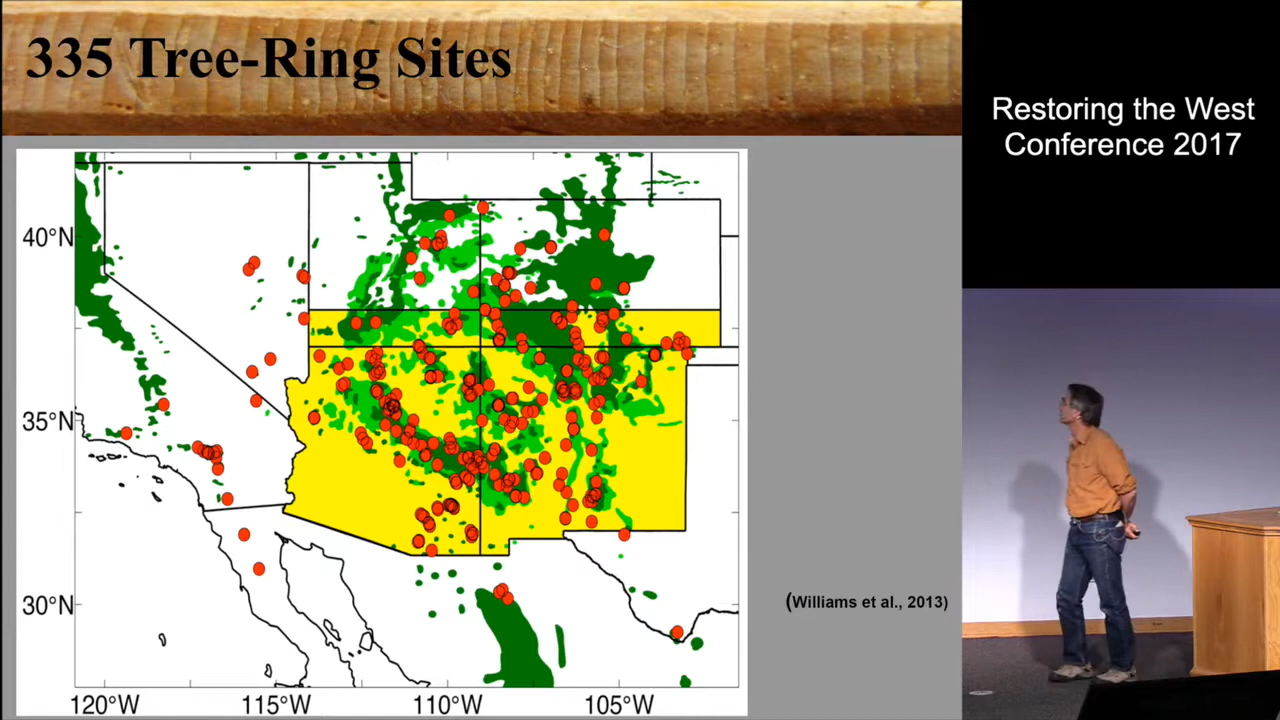 335 Tree-Ring Sites
Restoring the West
Conference 2017
40°N
35°N
30°N
120°W
115°W
110°W
105°W
(Williams et al., 2013)